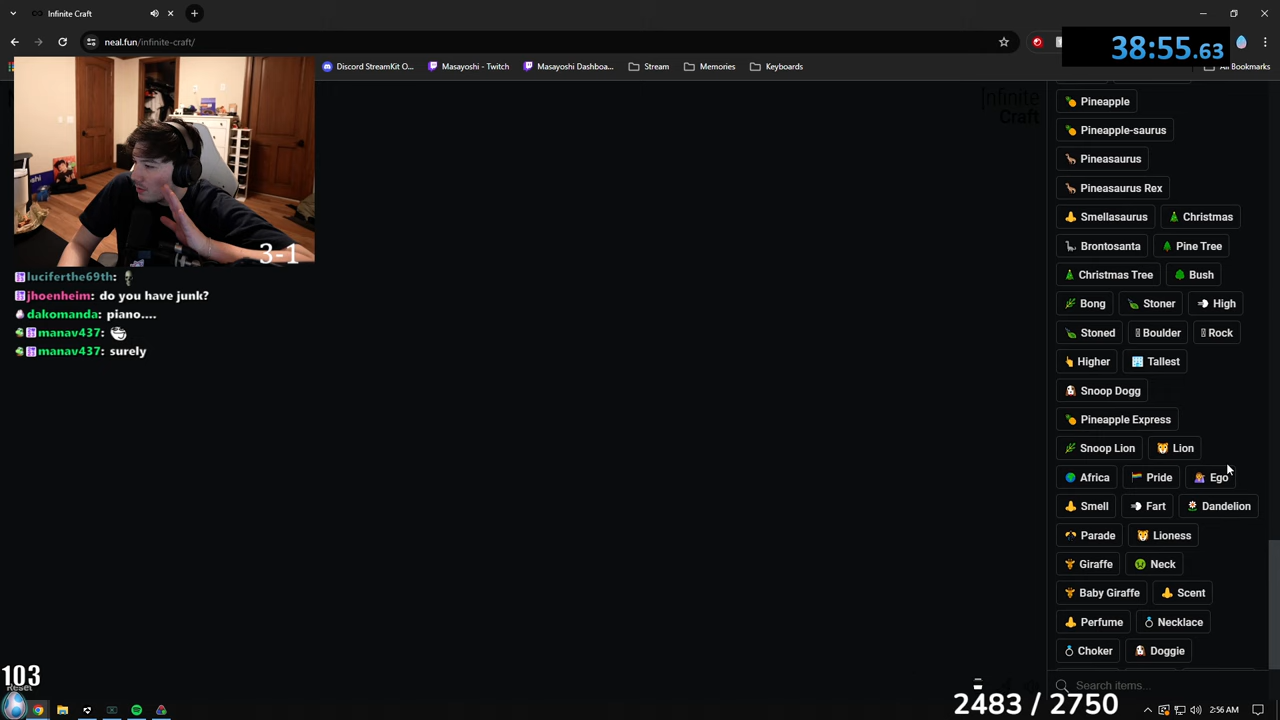 Infinite Craft
neal.fun/infinite-craft/
38:55.63
Discord StreamKit O... Masayoshi - Twitch Masayoshi Dashboa... Stream Memories Keyboards All Bookmarks
Infinite
Craft
3-1
luciferthe69th:
jhoenheim: do you have junk?
dakomanda: piano....
manav437:
manav437: surely
Pineapple
Pineapple-saurus
Pineasaurus
Pineasaurus Rex
Smellasaurus Christmas
Brontosanta Pine Tree
Christmas Tree Bush
Bong Stoner High
Stoned Boulder Rock
Higher Tallest
Snoop Dogg
Pineapple Express
Snoop Lion Lion
Africa Pride Ego
Smell Fart Dandelion
Parade Lioness
Giraffe Neck
Baby Giraffe Scent
Perfume Necklace
Choker Doggie
Search items...
103
Reset
2483 / 2750
2:56 AM